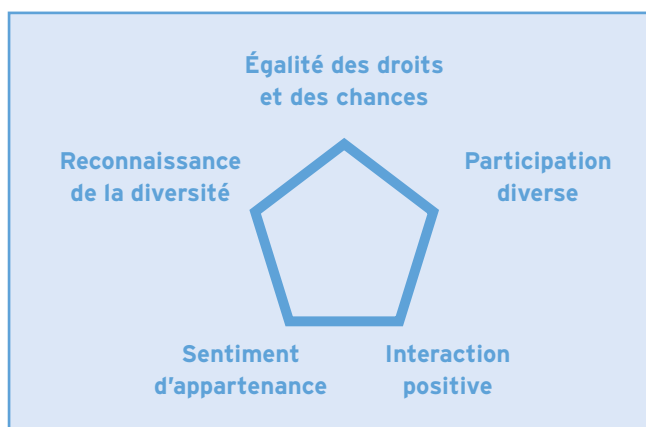 Égalité des droits
et des chances
Reconnaissance
de la diversité
Participation
diverse
Sentiment
d'appartenance
Interaction
positive